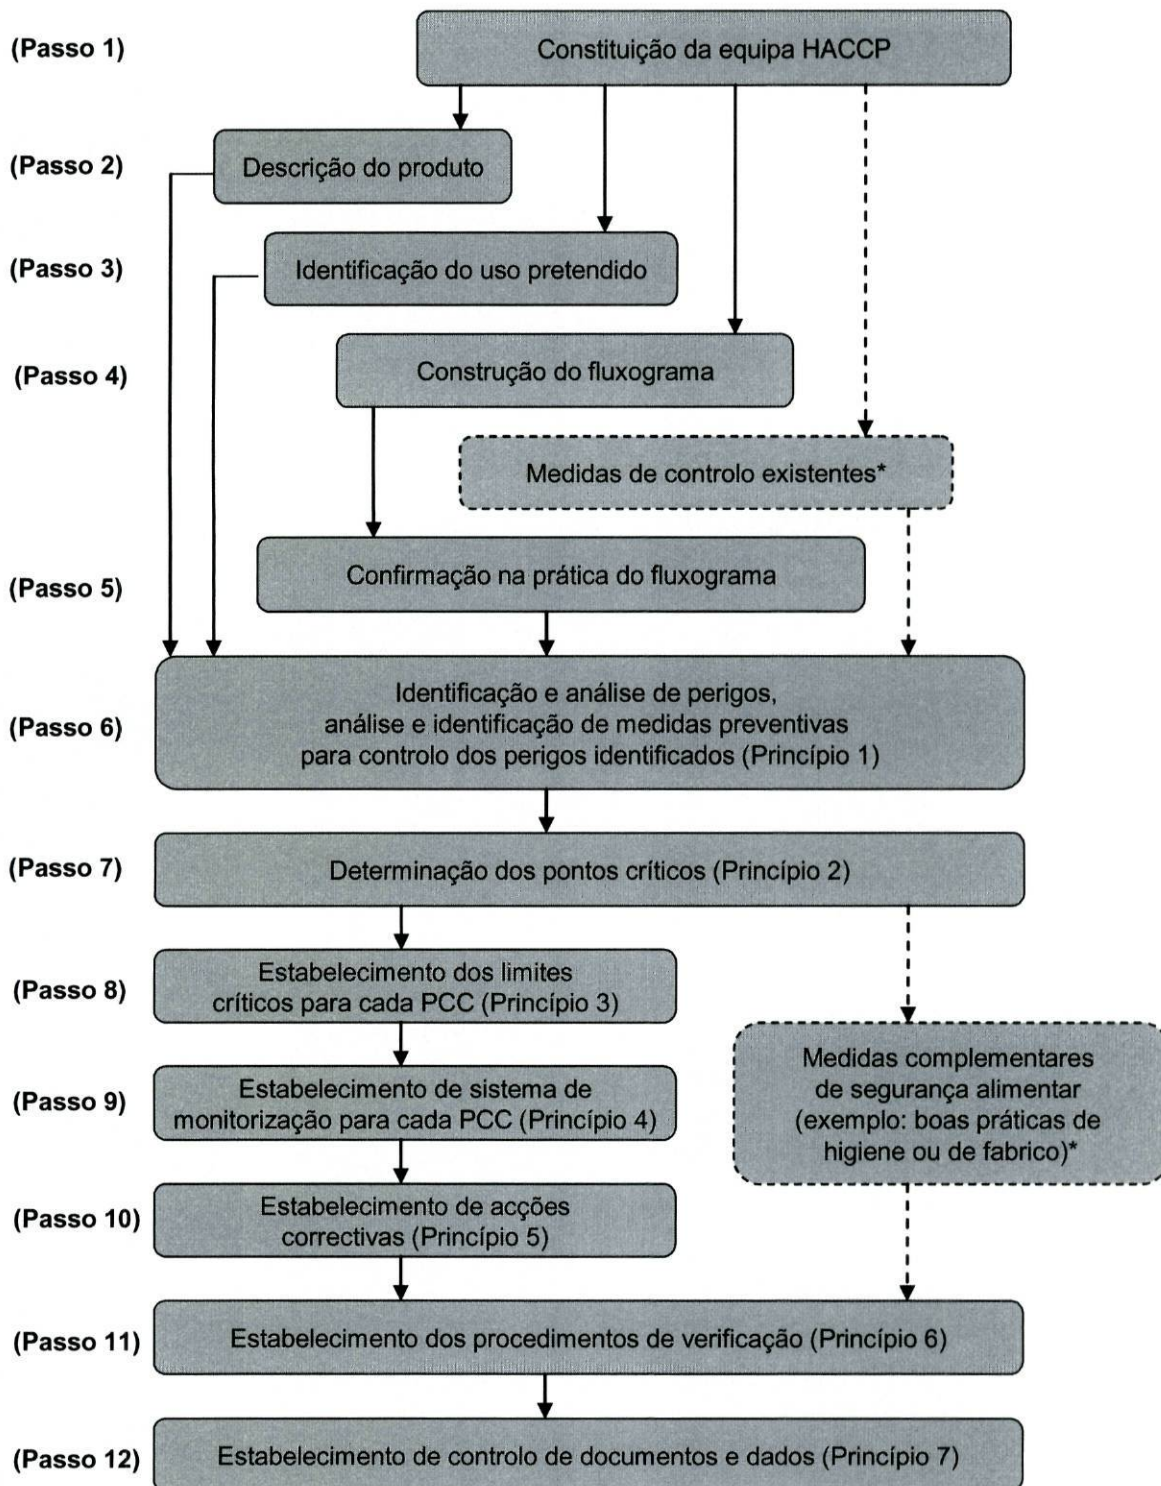 (Passo 1)
Constituição da equipa HACCP
(Passo 2)
Descrição do produto
(Passo 3)
Identificação do uso pretendido
(Passo 4)
Construção do fluxograma
Medidas de controlo existentes*
(Passo 5)
Confirmação na prática do fluxograma
(Passo 6)
Identificação e análise de perigos,
análise e identificação de medidas preventivas
para controlo dos perigos identificados (Princípio 1)
(Passo 7)
Determinação dos pontos críticos (Princípio 2)
(Passo 8)
Estabelecimento dos limites
críticos para cada PCC (Princípio 3)
(Passo 9)
Estabelecimento de sistema de
monitorização para cada PCC (Princípio 4)
Medidas complementares
de segurança alimentar
(exemplo: boas práticas de
higiene ou de fabrico)*
(Passo 10)
Estabelecimento de acções
correctivas (Princípio 5)
(Passo 11)
Estabelecimento dos procedimentos de verificação (Princípio 6)
(Passo 12)
Estabelecimento de controlo de documentos e dados (Princípio 7)